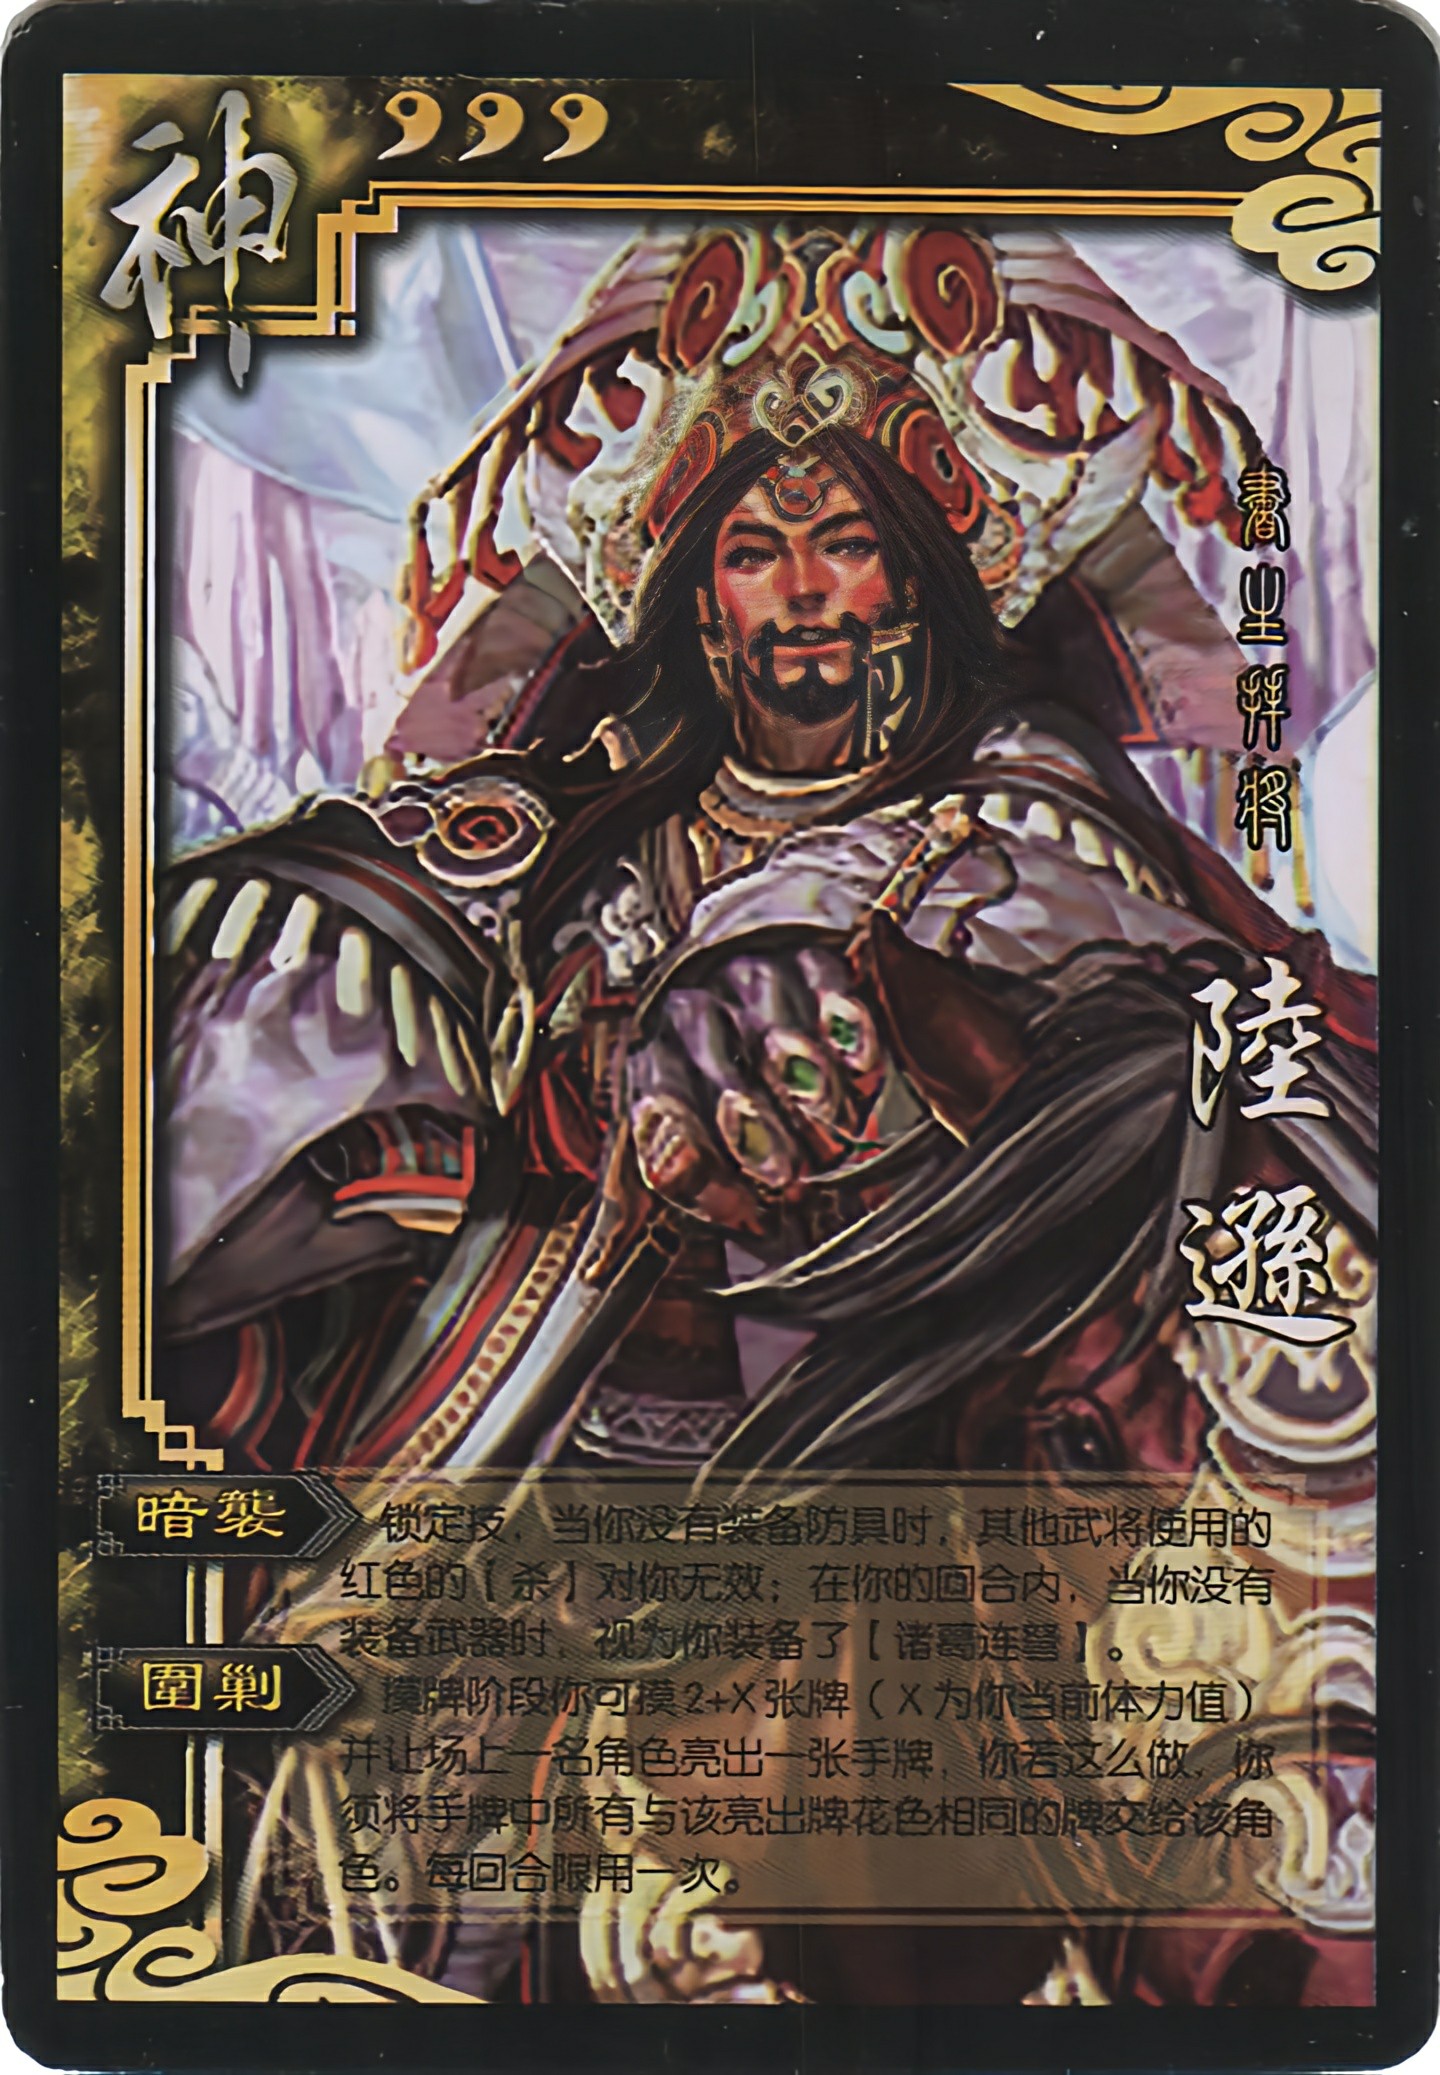 神
書生拜將
陸遜
暗襲
锁定技，当你没有装备防具时，其他武将使用的
红色的【杀】对你无效；在你的回合内，当你没有
装备武器时，视为你装备了【诸葛连弩】。
圍剿
摸牌阶段你可摸2+X张牌（X为你当前体力值）
并让场上一名角色亮出一张手牌，你若这么做，你
须将手牌中所有与该亮出牌花色相同的牌交给该角
色。每回合限用一次。